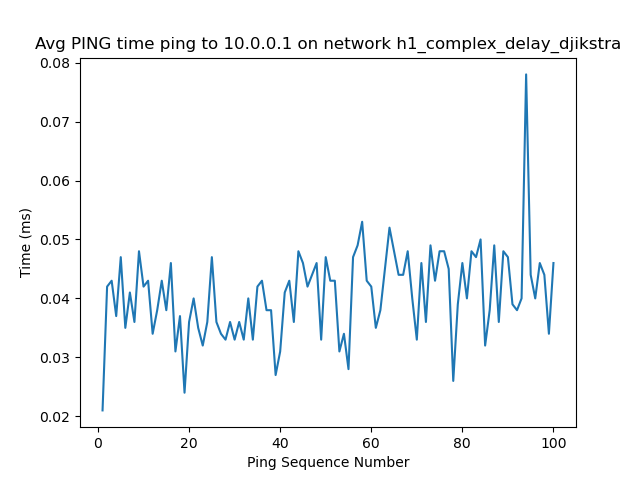 Avg PING time ping to 10.0.0.1 on network h1_complex_delay_djikstra
0.08
0.07
0.06
0.05
0.04
0.03
0.02
Time (ms)
0 20 40 60 80 100
Ping Sequence Number